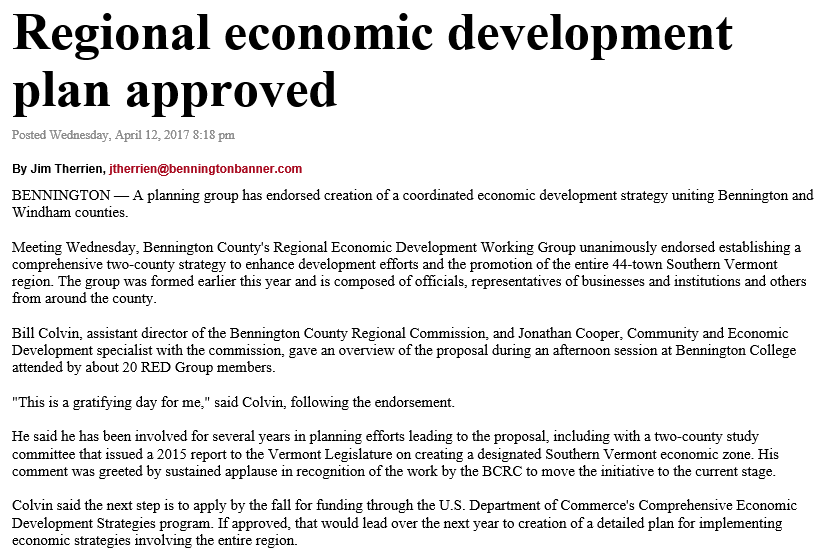 Regional economic development
plan approved
Posted Wednesday, April 12, 2017 8:18 pm
By Jim Therrien, jtherrien@benningtonbanner.com
BENNINGTON — A planning group has endorsed creation of a coordinated economic development strategy uniting Bennington and
Windham counties.
Meeting Wednesday, Bennington County's Regional Economic Development Working Group unanimously endorsed establishing a
comprehensive two-county strategy to enhance development efforts and the promotion of the entire 44-town Southern Vermont
region. The group was formed earlier this year and is composed of officials, representatives of businesses and institutions and others
from around the county.
Bill Colvin, assistant director of the Bennington County Regional Commission, and Jonathan Cooper, Community and Economic
Development specialist with the commission, gave an overview of the proposal during an afternoon session at Bennington College
attended by about 20 RED Group members.
"This is a gratifying day for me," said Colvin, following the endorsement.
He said he has been involved for several years in planning efforts leading to the proposal, including with a two-county study
committee that issued a 2015 report to the Vermont Legislature on creating a designated Southern Vermont economic zone. His
comment was greeted by sustained applause in recognition of the work by the BCRC to move the initiative to the current stage.
Colvin said the next step is to apply by the fall for funding through the U.S. Department of Commerce's Comprehensive Economic
Development Strategies program. If approved, that would lead over the next year to creation of a detailed plan for implementing
economic strategies involving the entire region.